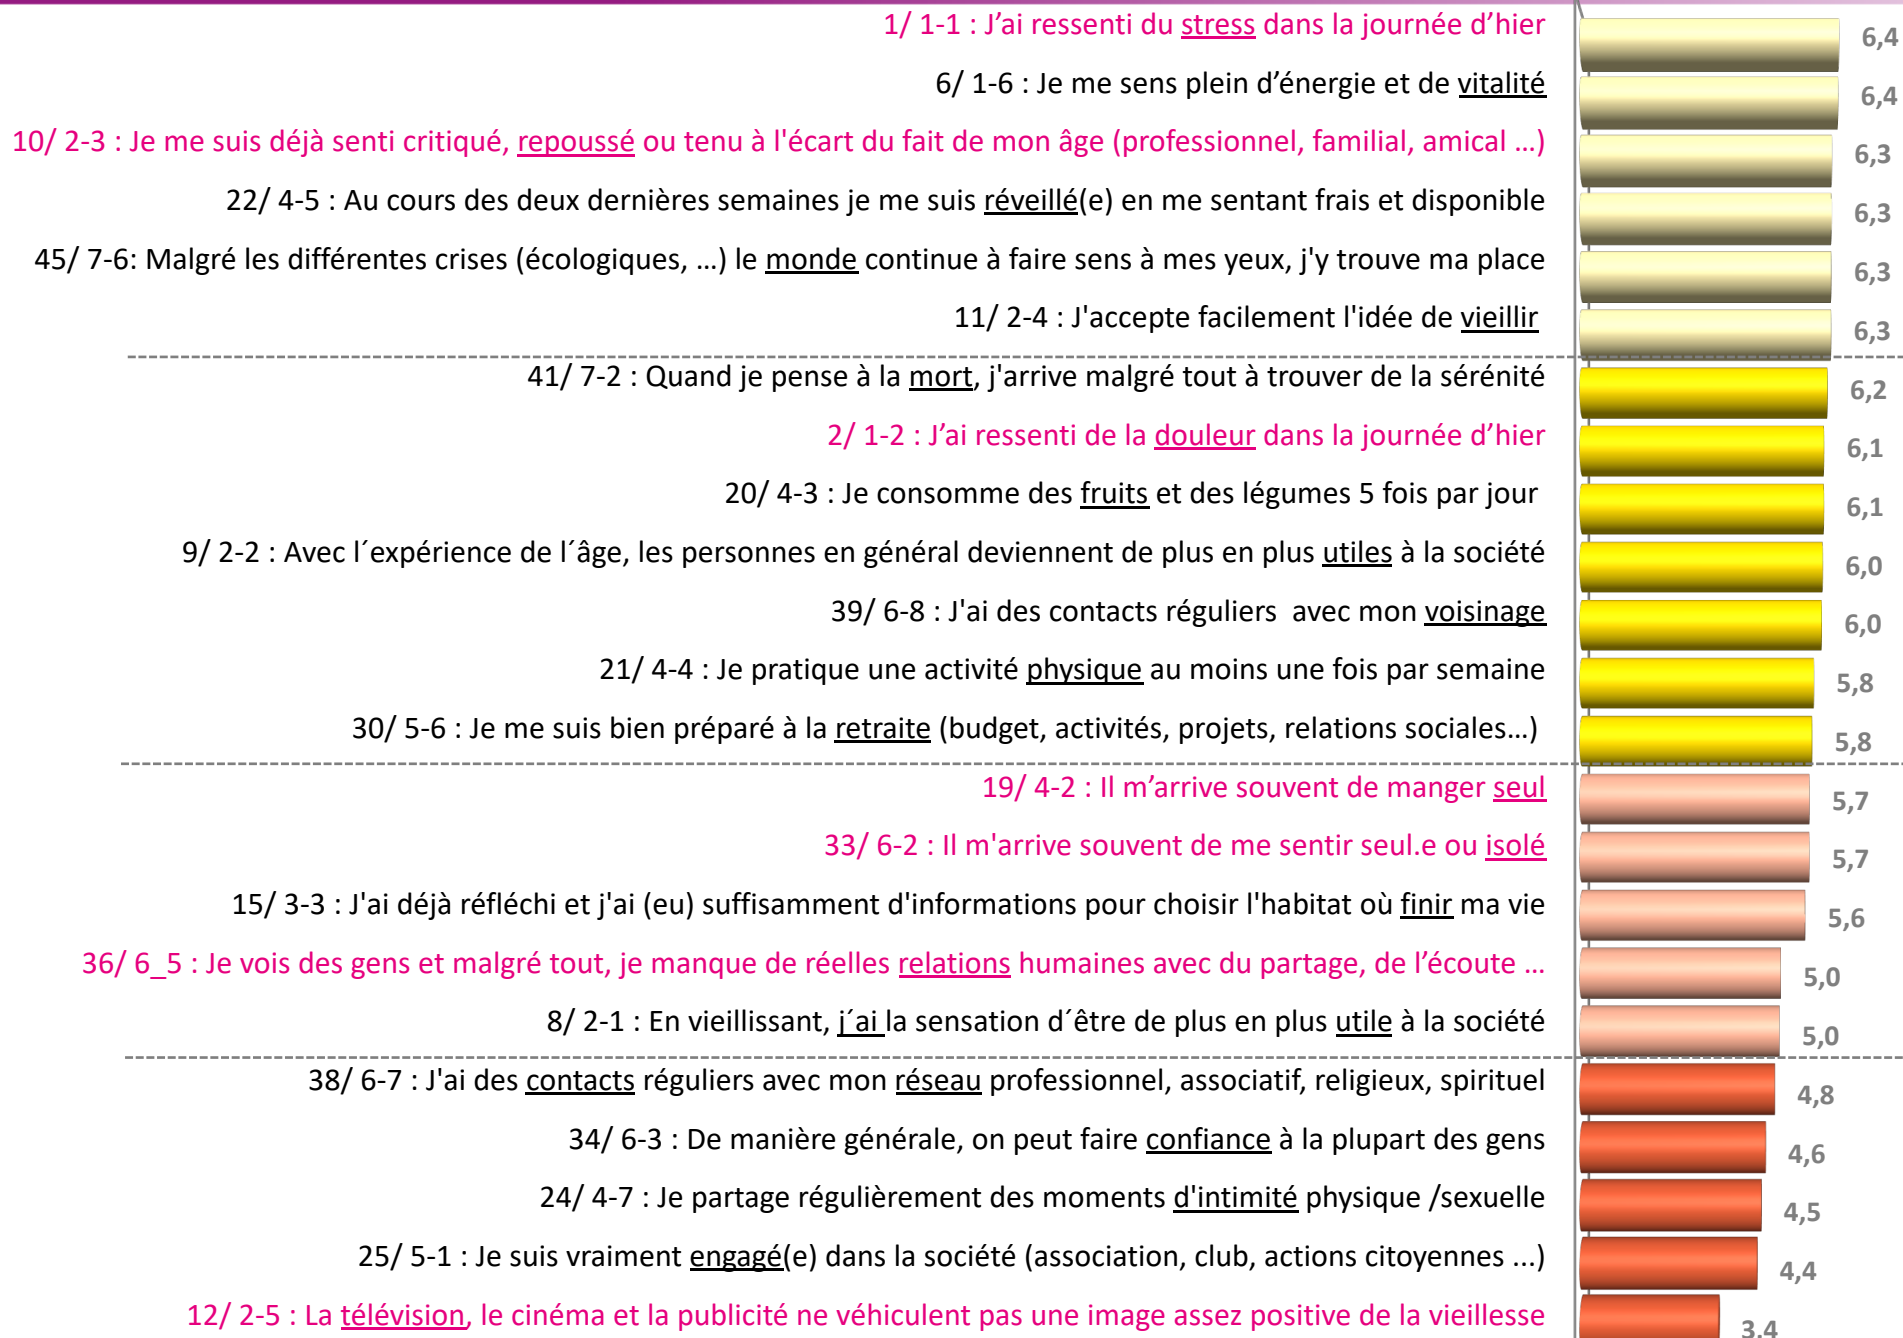 1/ 1-1 : J’ai ressenti du stress dans la journée d’hier 6,4
6/ 1-6 : Je me sens plein d’énergie et de vitalité 6,4
10/ 2-3 : Je me suis déjà senti critiqué, repoussé ou tenu à l'écart du fait de mon âge (professionnel, familial, amical …) 6,3
22/ 4-5 : Au cours des deux dernières semaines je me suis réveillé(e) en me sentant frais et disponible 6,3
45/ 7-6: Malgré les différentes crises (écologiques, …) le monde continue à faire sens à mes yeux, j'y trouve ma place 6,3
11/ 2-4 : J'accepte facilement l'idée de vieillir 6,3
41/ 7-2 : Quand je pense à la mort, j'arrive malgré tout à trouver de la sérénité 6,2
2/ 1-2 : J’ai ressenti de la douleur dans la journée d’hier 6,1
20/ 4-3 : Je consomme des fruits et des légumes 5 fois par jour 6,1
9/ 2-2 : Avec l´expérience de l´âge, les personnes en général deviennent de plus en plus utiles à la société 6,0
39/ 6-8 : J'ai des contacts réguliers avec mon voisinage 6,0
21/ 4-4 : Je pratique une activité physique au moins une fois par semaine 5,8
30/ 5-6 : Je me suis bien préparé à la retraite (budget, activités, projets, relations sociales…) 5,8
19/ 4-2 : Il m’arrive souvent de manger seul 5,7
33/ 6-2 : Il m'arrive souvent de me sentir seul.e ou isolé 5,7
15/ 3-3 : J'ai déjà réfléchi et j'ai (eu) suffisamment d'informations pour choisir l'habitat où finir ma vie 5,6
36/ 6_5 : Je vois des gens et malgré tout, je manque de réelles relations humaines avec du partage, de l’écoute … 5,0
8/ 2-1 : En vieillissant, j´ai la sensation d´être de plus en plus utile à la société 5,0
38/ 6-7 : J'ai des contacts réguliers avec mon réseau professionnel, associatif, religieux, spirituel 4,8
34/ 6-3 : De manière générale, on peut faire confiance à la plupart des gens 4,6
24/ 4-7 : Je partage régulièrement des moments d'intimité physique /sexuelle 4,5
25/ 5-1 : Je suis vraiment engagé(e) dans la société (association, club, actions citoyennes ...) 4,4
12/ 2-5 : La télévision, le cinéma et la publicité ne véhiculent pas une image assez positive de la vieillesse 3,4